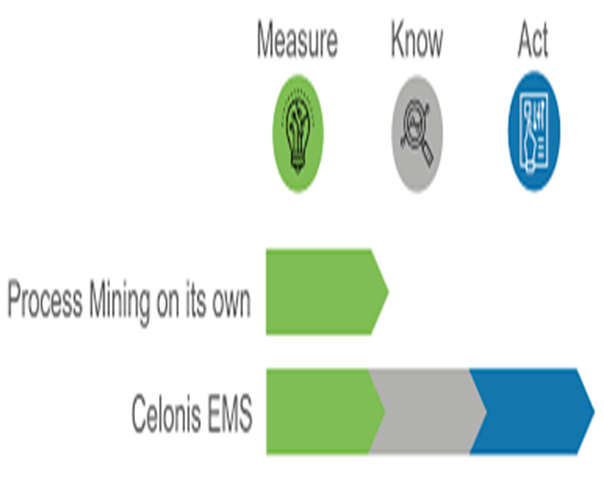 Measure Know Act
Process Mining on its own
Celonis EMS